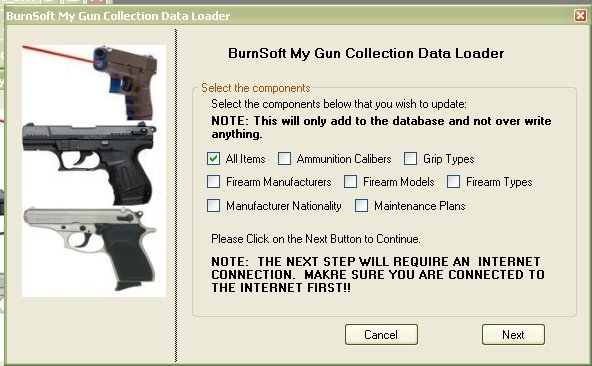 BurnSoft My Gun Collection Data Loader
BurnSoft My Gun Collection Data Loader
Select the components
Select the components below that you wish to update:
NOTE: This will only add to the database and not over write
anything.
All Items Ammunition Calibers Grip Types
Firearm Manufacturers Firearm Models Firearm Types
Manufacturer Nationality Maintenance Plans
Please Click on the Next Button to Continue.
NOTE: THE NEXT STEP WILL REQUIRE AN INTERNET
CONNECTION. MAKRE SURE YOU ARE CONNECTED TO
THE INTERNET FIRST!!
Cancel Next